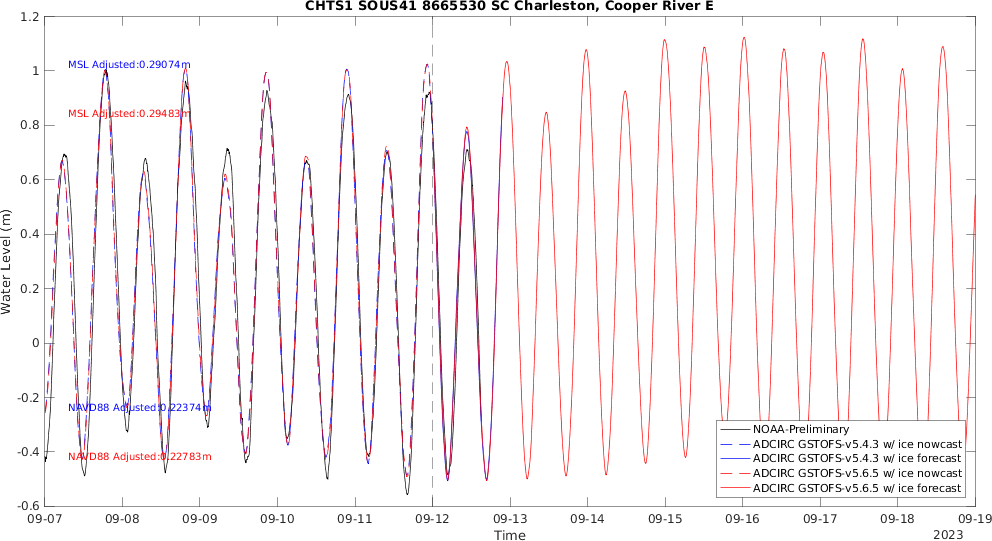 CHTS1 SOUS41 8665530 SC Charleston, Cooper River E
1.2
1
0.8
0.6
0.4
0.2
0
-0.2
-0.4
-0.6
Water Level (m)
MSL Adjusted:0.29074m
MSL Adjusted:0.29483m
NAVD88 Adjusted:0.22374m
NAVD88 Adjusted:0.22783m
NOAA-Preliminary
ADCIRC GSTOFS-v5.4.3 w/ ice nowcast
ADCIRC GSTOFS-v5.4.3 w/ ice forecast
ADCIRC GSTOFS-v5.6.5 w/ ice nowcast
ADCIRC GSTOFS-v5.6.5 w/ ice forecast
09-07 09-08 09-09 09-10 09-11 09-12 09-13 09-14 09-15 09-16 09-17 09-18 09-19
Time
2023